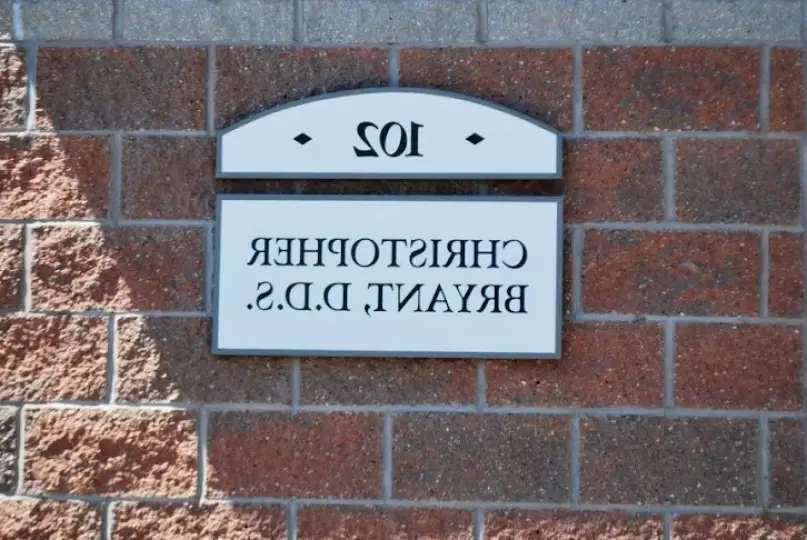 102
CHRISTOPHER
BRYANT, D.D.S.